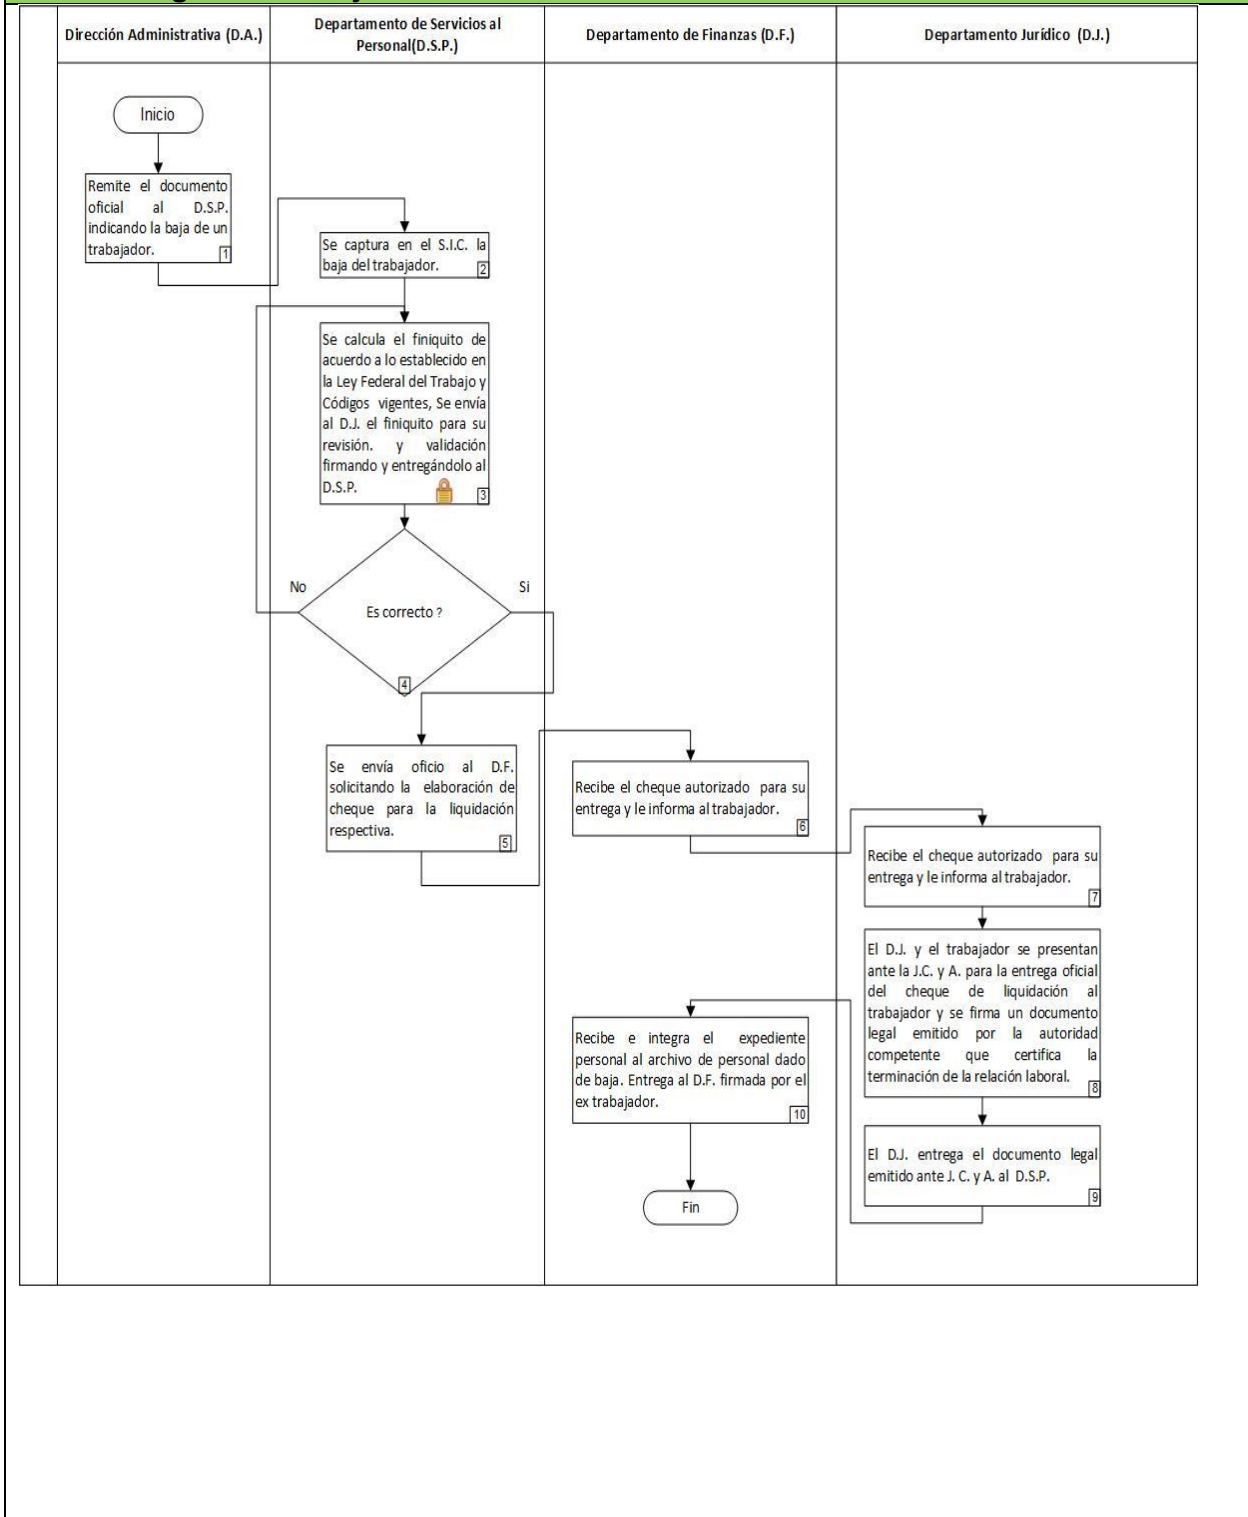 Dirección Administrativa (D.A.)
Departamento de Servicios al
Personal(D.S.P.)
Departamento de Finanzas (D.F.)
Departamento Jurídico (D.J.)
Inicio
Remite el documento
oficial al D.S.P.
indicando la baja de un
trabajador.
1
Se captura en el S.I.C. la
baja del trabajador.
2
Se calcula el finiquito de
acuerdo a lo establecido en
la Ley Federal del Trabajo y
Códigos vigentes, Se envía
al D.J. el finiquito para su
revisión. y validación
firmando y entregándolo al
D.S.P.
3
No
Si
Es correcto ?
4
Se envía oficio al D.F.
solicitando la elaboración de
cheque para la liquidación
respectiva.
5
Recibe el cheque autorizado para su
entrega y le informa al trabajador.
6
Recibe el cheque autorizado para su
entrega y le informa al trabajador.
7
El D.J. y el trabajador se presentan
ante la J.C. y A. para la entrega oficial
del cheque de liquidación al
trabajador y se firma un documento
legal emitido por la autoridad
competente que certifica la
terminación de la relación laboral.
8
El D.J. entrega el documento legal
emitido ante J. C. y A. al D.S.P.
9
Recibe e integra el expediente
personal al archivo de personal dado
de baja. Entrega al D.F. firmada por el
ex trabajador.
10
Fin